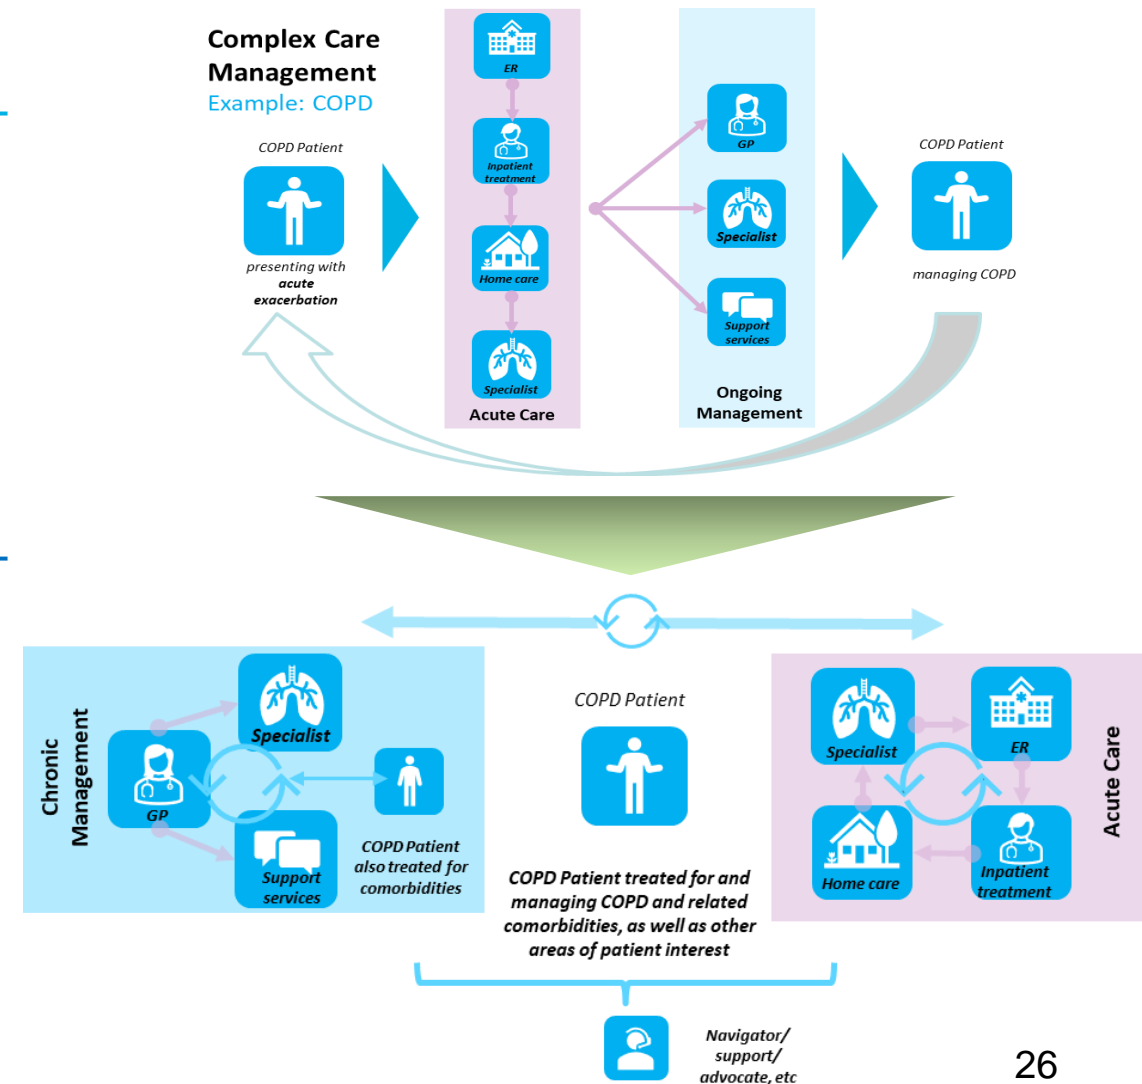 Complex Care
Management
Example: COPD
COPD Patient
presenting with
acute
exacerbation
ER
Inpatient
treatment
Home care
Specialist
Acute Care
GP
Specialist
Support
services
Ongoing
Management
COPD Patient
managing COPD
Chronic
Management
Specialist
GP
Support
services
COPD Patient
also treated for
comorbidities
COPD Patient
COPD Patient treated for and
managing COPD and related
comorbidities, as well as other
areas of patient interest
Specialist
ER
Home care
Inpatient
treatment
Acute Care
Navigator/
support/
advocate, etc
26